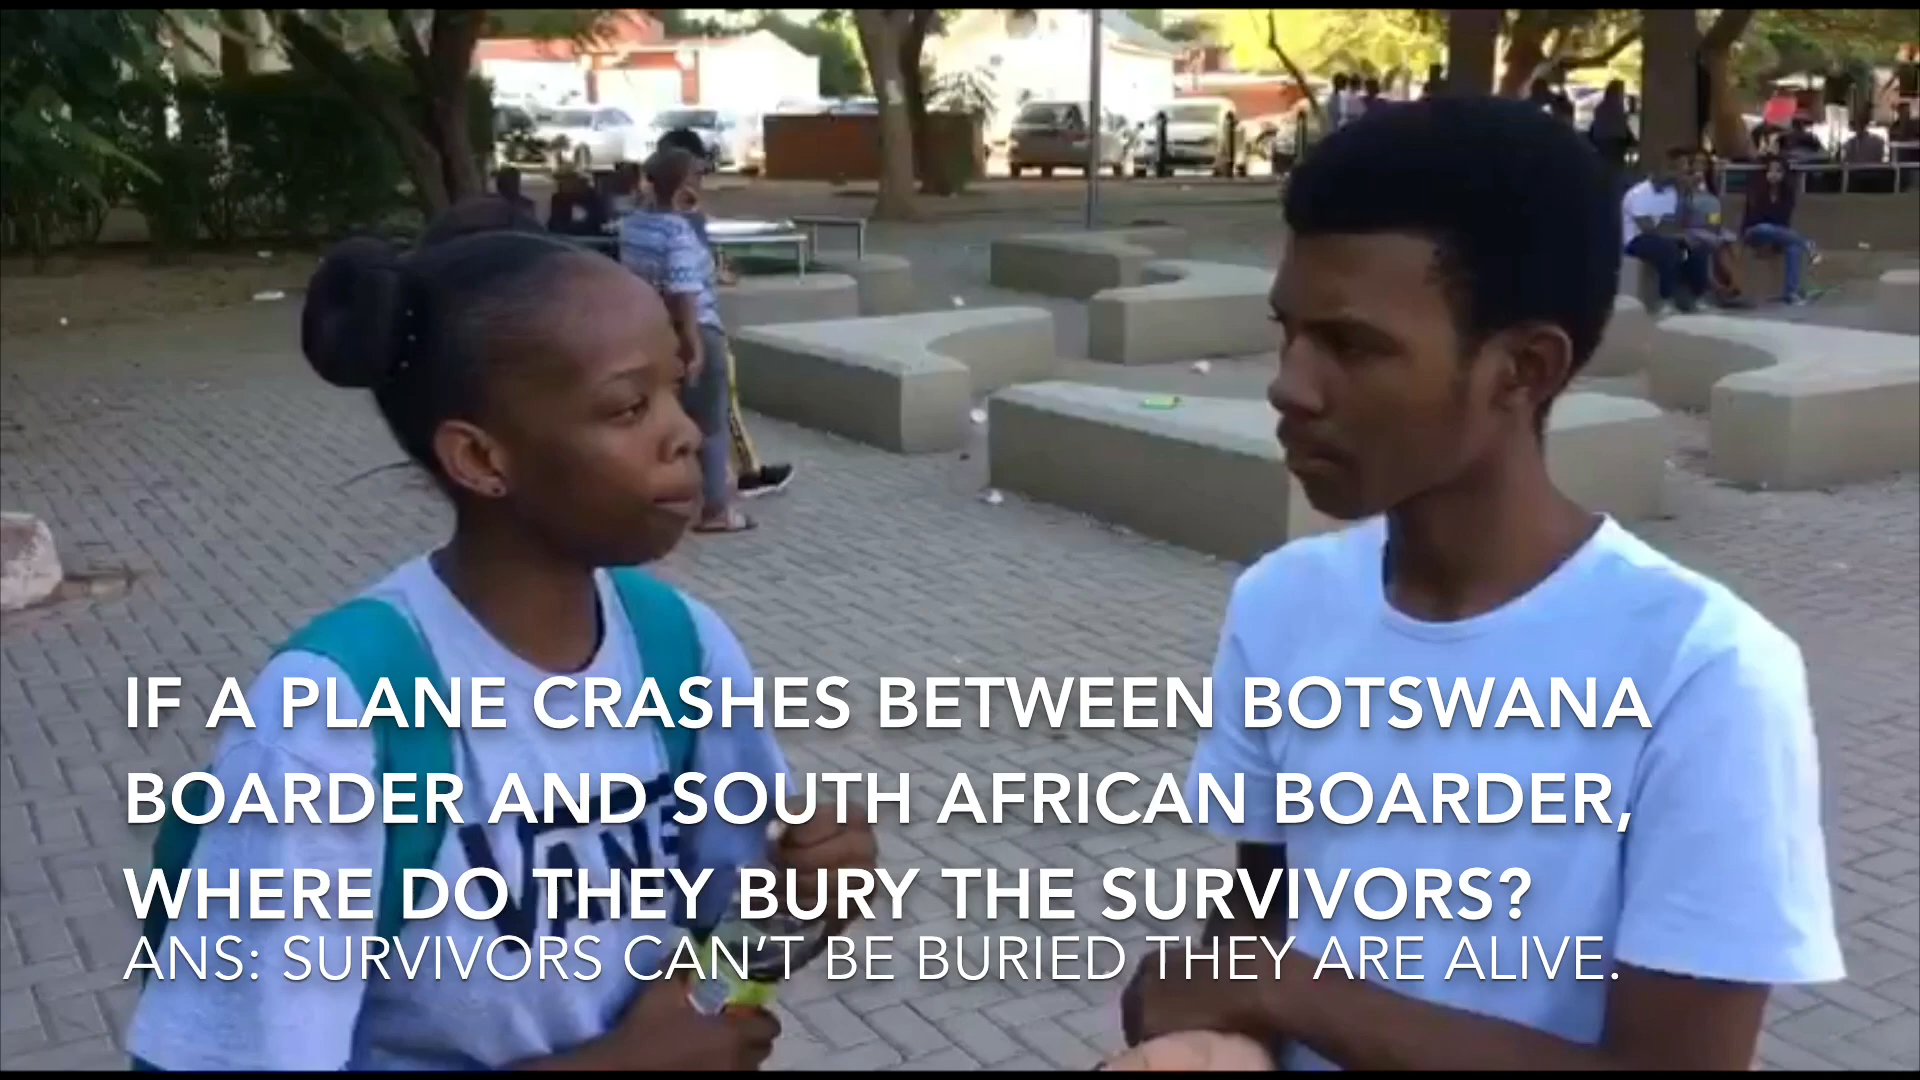 IF A PLANE CRASHES BETWEEN BOTSWANA
BOARDER AND SOUTH AFRICAN BOARDER,
WHERE DO THEY BURY THE SURVIVORS?
ANS: SURVIVORS CAN'T BE BURIED THEY ARE ALIVE.
VANS